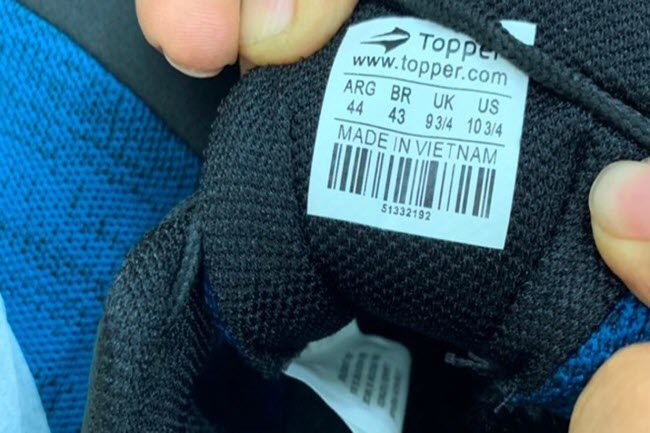 Topper
www.topper.com
ARG BR UK US
44 43 9 3/4 10 3/4
MADE IN VIETNAM
51332192